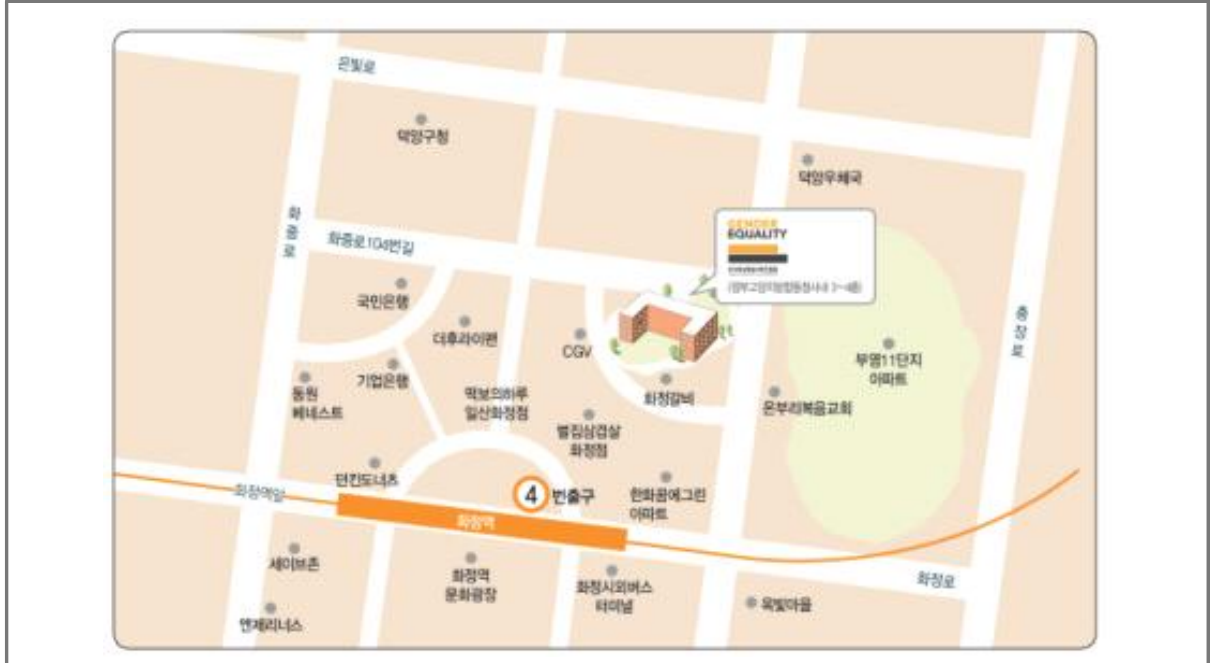 은빛로
덕양구청
덕양우체국
GENDER
EQUALITY
화중로
화중로104번길
국민은행
더후라이팬
CGV
충장로
부영11단지
아파트
기업은행
동원
베네스트
떡보의하루
일산화정점
화정갈비
온누리복음교회
벌집삼겹살
화정점
던킨도너츠
화정역앞
4 번출구
한화꿈에그린
아파트
화정역
세이브존
화정역
문화광장
화정시외버스
터미널
화정로
엔제리너스
옥빛마을